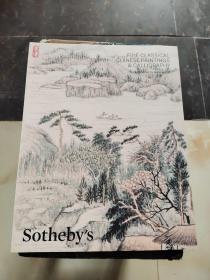 FINE CLASSICAL
CHINESE PAINTINGS
& CALLIGRAPHY
Sotheby's